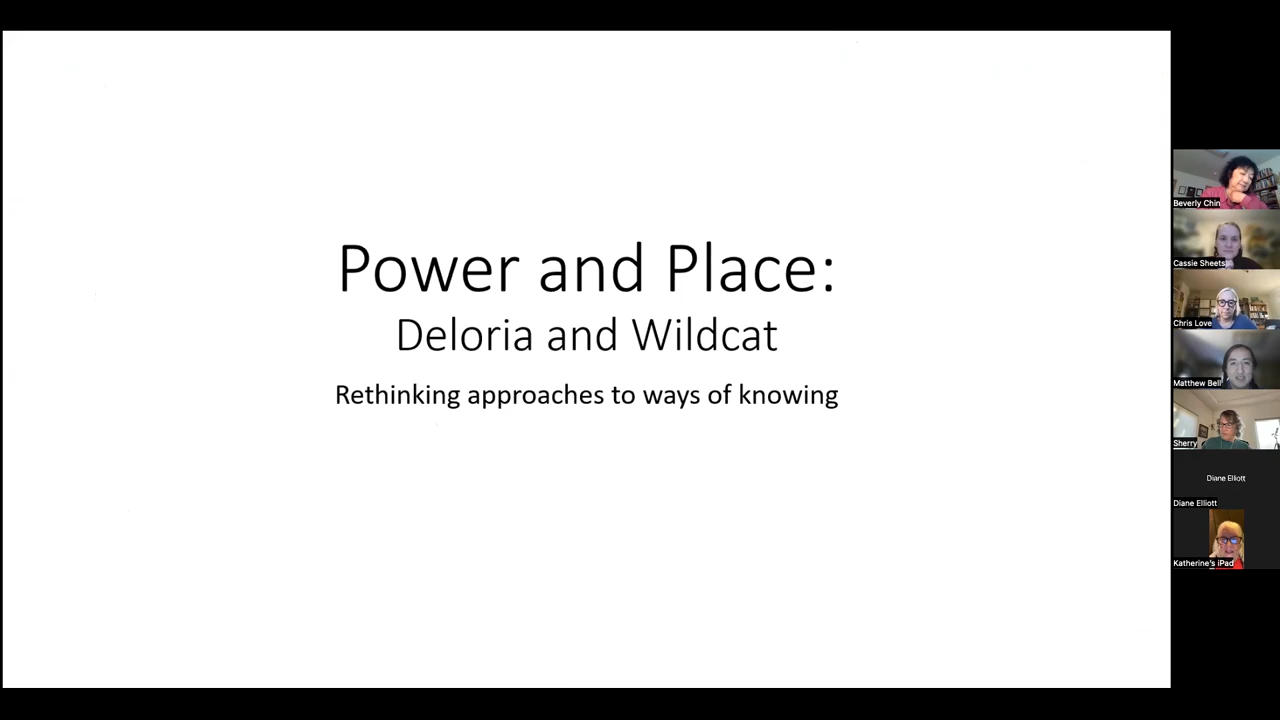 Power and Place:
Deloria and Wildcat
Rethinking approaches to ways of knowing
Beverly Chin
Cassie Sheets
Chris Love
Matthew Bell
Sherry
Diane Elliott
Diane Elliott
Katherine's iPad